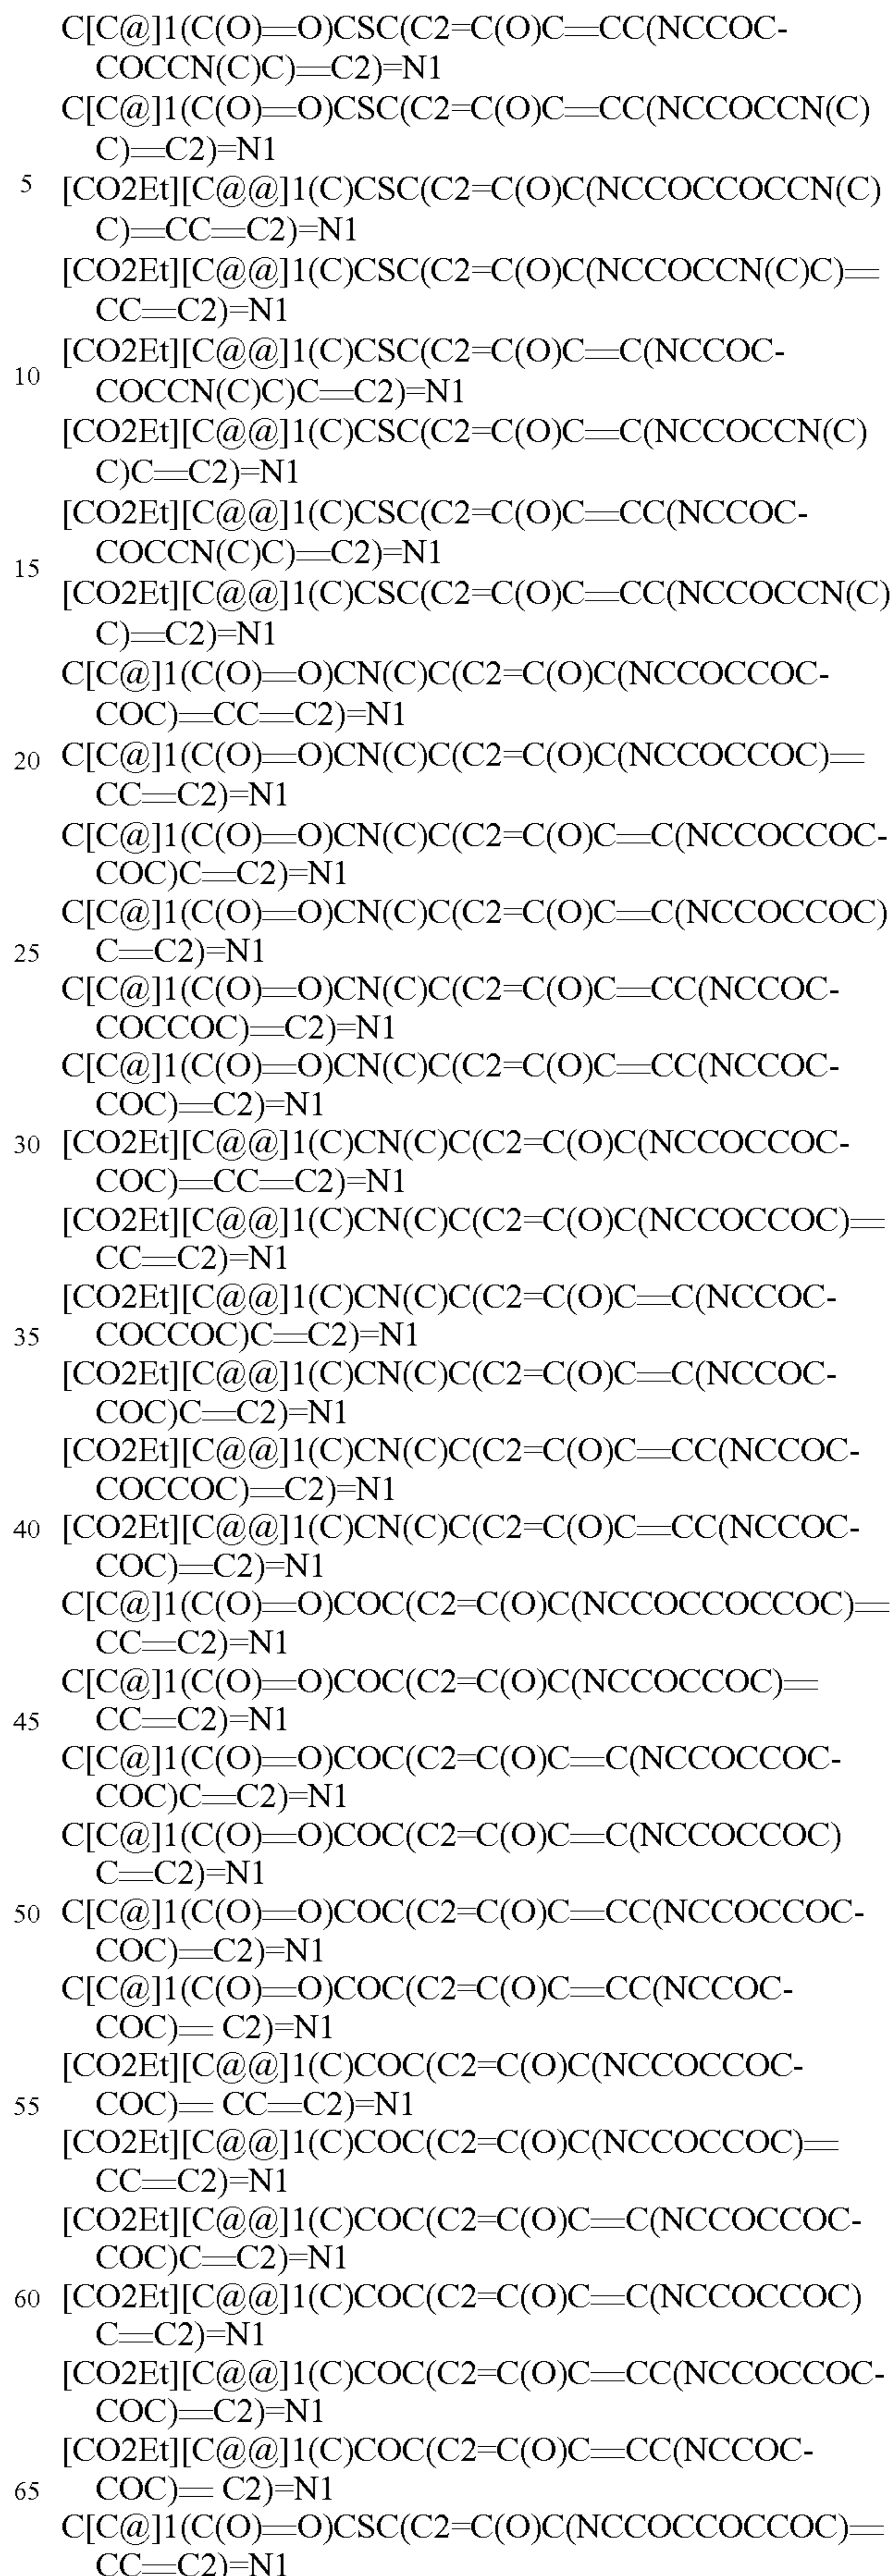 C[C@]1(C(O)=O)CSC(C2=C(O)C=CC(NCCOC-
COCCN(C)C)=C2)=N1
C[C@]1(C(O)=O)CSC(C2=C(O)C=CC(NCCOCCN(C)
C)=C2)=N1
5 [CO2Et][C@@]1(C)CSC(C2=C(O)C(NCCOCCOCCN(C)
C)=CC=C2)=N1
[CO2Et][C@@]1(C)CSC(C2=C(O)C(NCCOCCN(C)C)=
CC=C2)=N1
[CO2Et][C@@]1(C)CSC(C2=C(O)C=C(NCCOC-
10 COCCN(C)C)C=C2)=N1
[CO2Et][C@@]1(C)CSC(C2=C(O)C=C(NCCOCCN(C)
C)C=C2)=N1
[CO2Et][C@@]1(C)CSC(C2=C(O)C=CC(NCCOC-
15 COCCN(C)C)=C2)=N1
[CO2Et][C@@]1(C)CSC(C2=C(O)C=CC(NCCOCCN(C)
C)=C2)=N1
C[C@]1(C(O)=O)CN(C)C(C2=C(O)C(NCCOCCOC-
COC)=CC=C2)=N1
20 C[C@]1(C(O)=O)CN(C)C(C2=C(O)C(NCCOCCOC)=
CC=C2)=N1
C[C@]1(C(O)=O)CN(C)C(C2=C(O)C=C(NCCOCCOC-
COC)C=C2)=N1
C[C@]1(C(O)=O)CN(C)C(C2=C(O)C=C(NCCOCCOC)
25 C=C2)=N1
C[C@]1(C(O)=O)CN(C)C(C2=C(O)C=CC(NCCOC-
COCCOC)=C2)=N1
C[C@]1(C(O)=O)CN(C)C(C2=C(O)C=CC(NCCOC-
COC)=C2)=N1
30 [CO2Et][C@@]1(C)CN(C)C(C2=C(O)C(NCCOCCOC-
COC)=CC=C2)=N1
[CO2Et][C@@]1(C)CN(C)C(C2=C(O)C(NCCOCCOC)=
CC=C2)=N1
[CO2Et][C@@]1(C)CN(C)C(C2=C(O)C=C(NCCOC-
35 COCCOC)C=C2)=N1
[CO2Et][C@@]1(C)CN(C)C(C2=C(O)C=C(NCCOC-
COC)C=C2)=N1
[CO2Et][C@@]1(C)CN(C)C(C2=C(O)C=CC(NCCOC-
COCCOC)=C2)=N1
40 [CO2Et][C@@]1(C)CN(C)C(C2=C(O)C=CC(NCCOC-
COC)=C2)=N1
C[C@]1(C(O)=O)COC(C2=C(O)C(NCCOCCOCCOC)=
CC=C2)=N1
C[C@]1(C(O)=O)COC(C2=C(O)C(NCCOCCOC)=
45 CC=C2)=N1
C[C@]1(C(O)=O)COC(C2=C(O)C=C(NCCOCCOC-
COC)C=C2)=N1
C[C@]1(C(O)=O)COC(C2=C(O)C=C(NCCOCCOC)
C=C2)=N1
50 C[C@]1(C(O)=O)COC(C2=C(O)C=CC(NCCOCCOC-
COC)=C2)=N1
C[C@]1(C(O)=O)COC(C2=C(O)C=CC(NCCOC-
COC)= C2)=N1
[CO2Et][C@@]1(C)COC(C2=C(O)C(NCCOCCOC-
55 COC)= CC=C2)=N1
[CO2Et][C@@]1(C)COC(C2=C(O)C(NCCOCCOC)=
CC=C2)=N1
[CO2Et][C@@]1(C)COC(C2=C(O)C=C(NCCOCCOC-
COC)C=C2)=N1
60 [CO2Et][C@@]1(C)COC(C2=C(O)C=C(NCCOCCOC)
C=C2)=N1
[CO2Et][C@@]1(C)COC(C2=C(O)C=CC(NCCOCCOC-
COC)=C2)=N1
[CO2Et][C@@]1(C)COC(C2=C(O)C=CC(NCCOC-
65 COC)= C2)=N1
C[C@]1(C(O)=O)CSC(C2=C(O)C(NCCOCCOCCOC)=
CC=C2)=N1